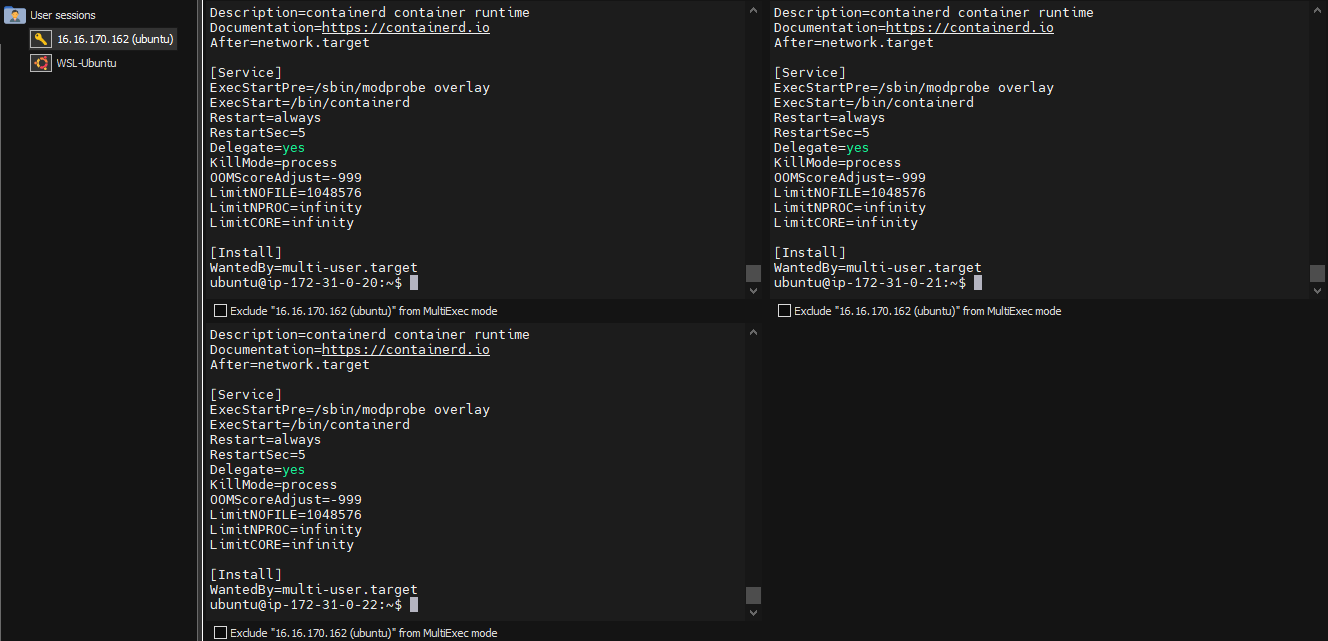 User sessions
16.16.170.162 (ubuntu)
WSL-Ubuntu
Description=containerd container runtime
Documentation=https://containerd.io
After=network.target
[Service]
ExecStartPre=/sbin/modprobe overlay
ExecStart=/bin/containerd
Restart=always
RestartSec=5
Delegate=yes
KillMode=process
OOMScoreAdjust=-999
LimitNOFILE=1048576
LimitNPROC=infinity
LimitCORE=infinity
[Install]
WantedBy=multi-user.target
ubuntu@ip-172-31-0-20:~$
Exclude "16.16.170.162 (ubuntu)" from MultiExec mode
Description=containerd container runtime
Documentation=https://containerd.io
After=network.target
[Service]
ExecStartPre=/sbin/modprobe overlay
ExecStart=/bin/containerd
Restart=always
RestartSec=5
Delegate=yes
KillMode=process
OOMScoreAdjust=-999
LimitNOFILE=1048576
LimitNPROC=infinity
LimitCORE=infinity
[Install]
WantedBy=multi-user.target
ubuntu@ip-172-31-0-21:~$
Exclude "16.16.170.162 (ubuntu)" from MultiExec mode
Description=containerd container runtime
Documentation=https://containerd.io
After=network.target
[Service]
ExecStartPre=/sbin/modprobe overlay
ExecStart=/bin/containerd
Restart=always
RestartSec=5
Delegate=yes
KillMode=process
OOMScoreAdjust=-999
LimitNOFILE=1048576
LimitNPROC=infinity
LimitCORE=infinity
[Install]
WantedBy=multi-user.target
ubuntu@ip-172-31-0-22:~$
Exclude "16.16.170.162 (ubuntu)" from MultiExec mode